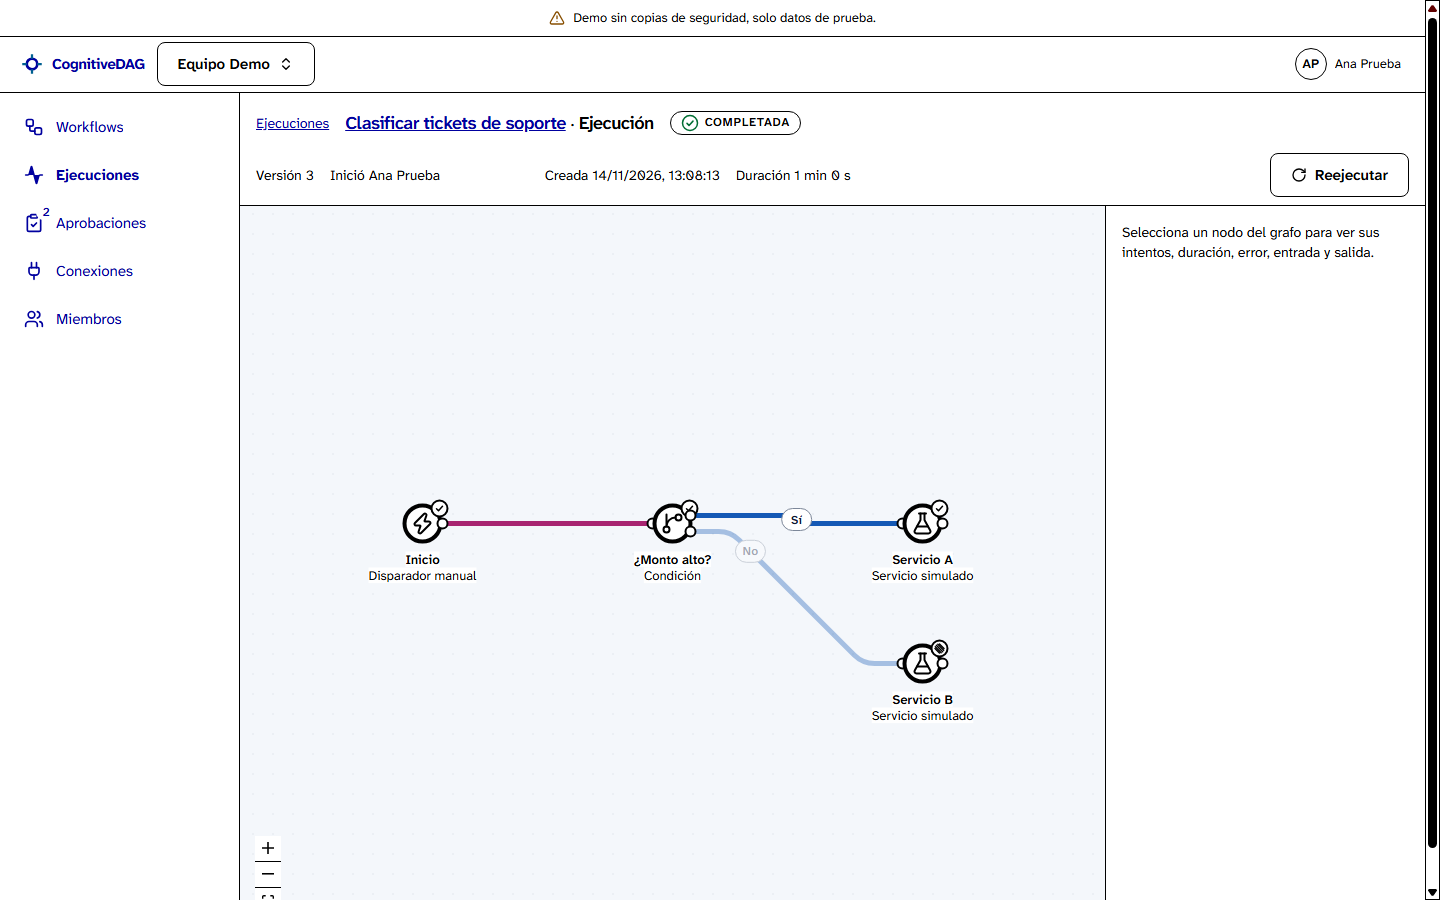 Demo sin copias de seguridad, solo datos de prueba.
CognitiveDAG
Equipo Demo
AP
Ana Prueba
Workflows
Ejecuciones
2
Aprobaciones
Conexiones
Miembros
Ejecuciones
Clasificar tickets de soporte · Ejecución
COMPLETADA
Versión 3
Inició Ana Prueba
Creada 14/11/2026, 13:08:13
Duración 1 min 0 s
Reejecutar
Selecciona un nodo del grafo para ver sus
intentos, duración, error, entrada y salida.
Sí
No
Inicio
Disparador manual
¿Monto alto?
Condición
Servicio A
Servicio simulado
Servicio B
Servicio simulado